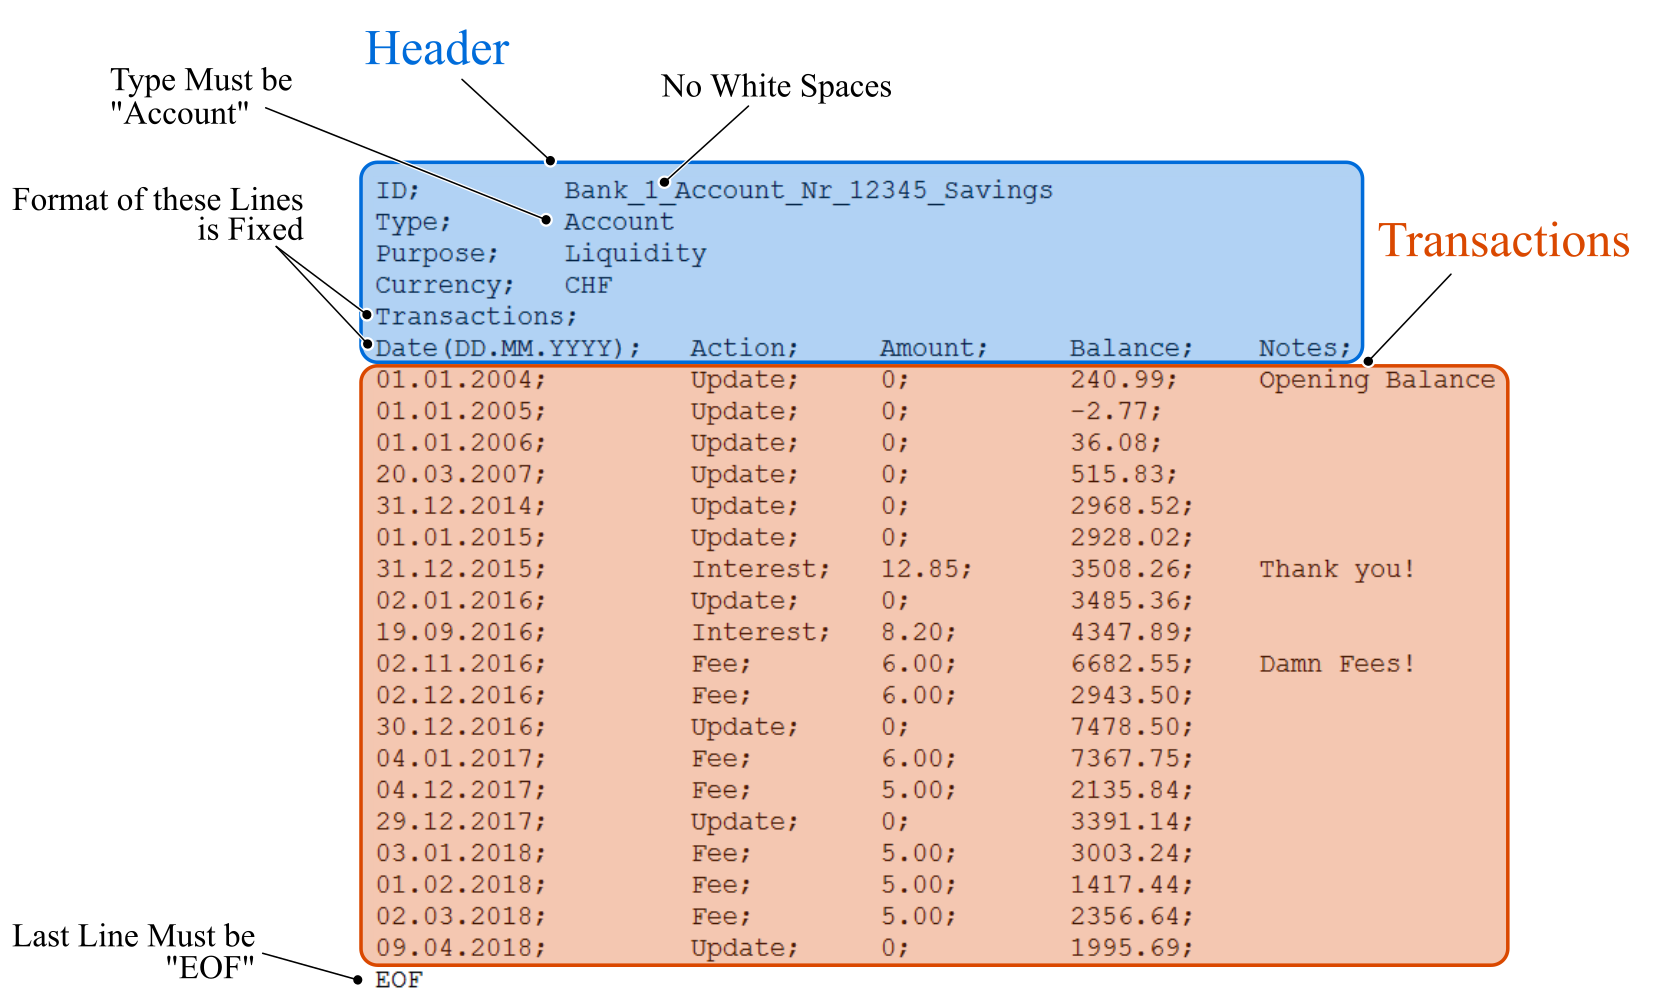 Header
Type Must be
"Account"
No White Spaces
Format of these Lines
is Fixed
Transactions
ID; Bank_1_Account_Nr_12345_Savings
Type; Account
Purpose; Liquidity
Currency; CHF
Transactions;
Date(DD.MM.YYYY); Action; Amount; Balance; Notes;
01.01.2004; Update; 0; 240.99; Opening Balance
01.01.2005; Update; 0; -2.77;
01.01.2006; Update; 0; 36.08;
20.03.2007; Update; 0; 515.83;
31.12.2014; Update; 0; 2968.52;
01.01.2015; Update; 0; 2928.02;
31.12.2015; Interest; 12.85; 3508.26; Thank you!
02.01.2016; Update; 0; 3485.36;
19.09.2016; Interest; 8.20; 4347.89;
02.11.2016; Fee; 6.00; 6682.55; Damn Fees!
02.12.2016; Fee; 6.00; 2943.50;
30.12.2016; Update; 0; 7478.50;
04.01.2017; Fee; 6.00; 7367.75;
04.12.2017; Fee; 5.00; 2135.84;
29.12.2017; Update; 0; 3391.14;
03.01.2018; Fee; 5.00; 3003.24;
01.02.2018; Fee; 5.00; 1417.44;
02.03.2018; Fee; 5.00; 2356.64;
09.04.2018; Update; 0; 1995.69;
Last Line Must be
"EOF"
EOF